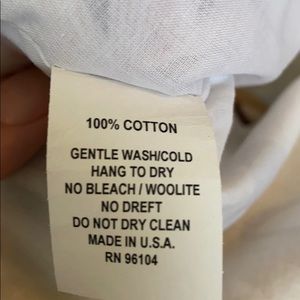 100% COTTON
GENTLE WASH/COLD
HANG TO DRY
NO BLEACH / WOOLITE
NO DREFT
DO NOT DRY CLEAN
MADE IN U.S.A.
RN 96104